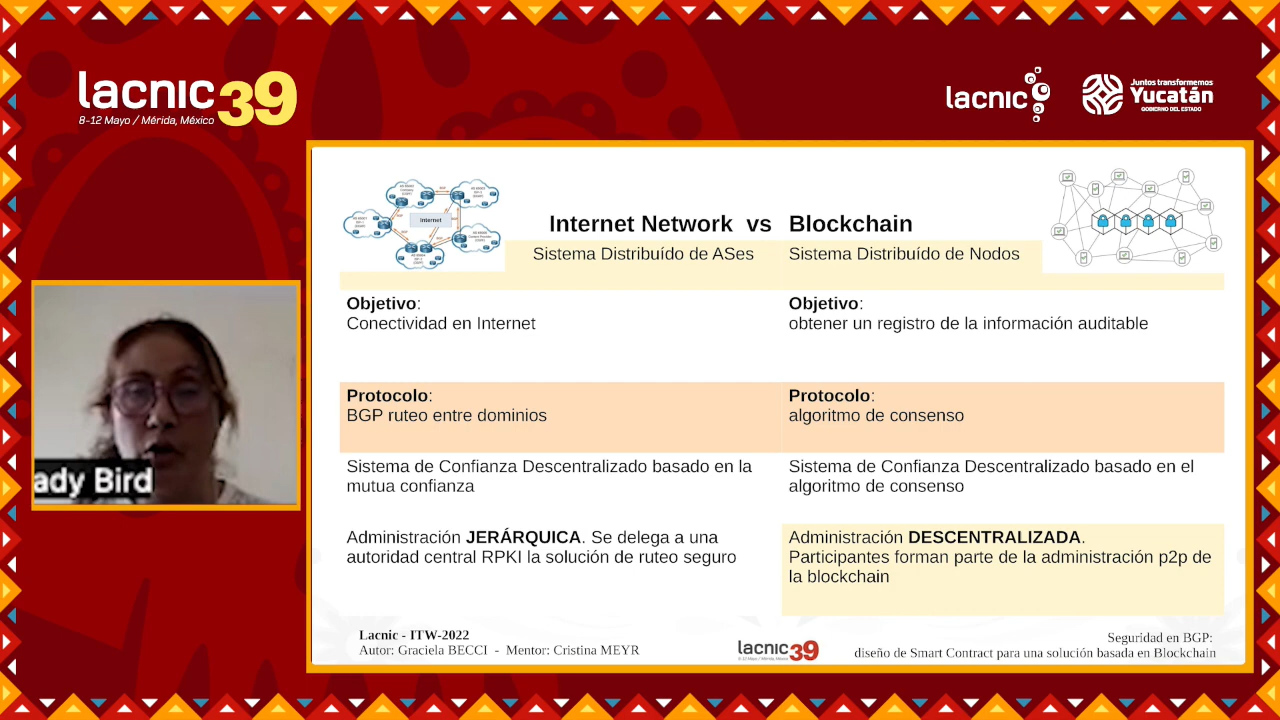 lacnic39
8-12 Mayo / Mérida, México
lacnic
Juntos transformemos
Yucatán
GOBIERNO DEL ESTADO
Internet
Internet Network vs Blockchain
Sistema Distribuído de ASes
Sistema Distribuído de Nodos
Objetivo:
Conectividad en Internet
Objetivo:
obtener un registro de la información auditable
Protocolo:
BGP ruteo entre dominios
Protocolo:
algoritmo de consenso
Sistema de Confianza Descentralizado basado en la
mutua confianza
Sistema de Confianza Descentralizado basado en el
algoritmo de consenso
Administración JERÁRQUICA. Se delega a una
autoridad central RPKI la solución de ruteo seguro
Administración DESCENTRALIZADA.
Participantes forman parte de la administración p2p de
la blockchain
ady Bird
Lacnic - ITW-2022
Autor: Graciela BECCI - Mentor: Cristina MEYR
lacnic39
8-12 Mayo / Mérida, México
Seguridad en BGP:
diseño de Smart Contract para una solución basada en Blockchain